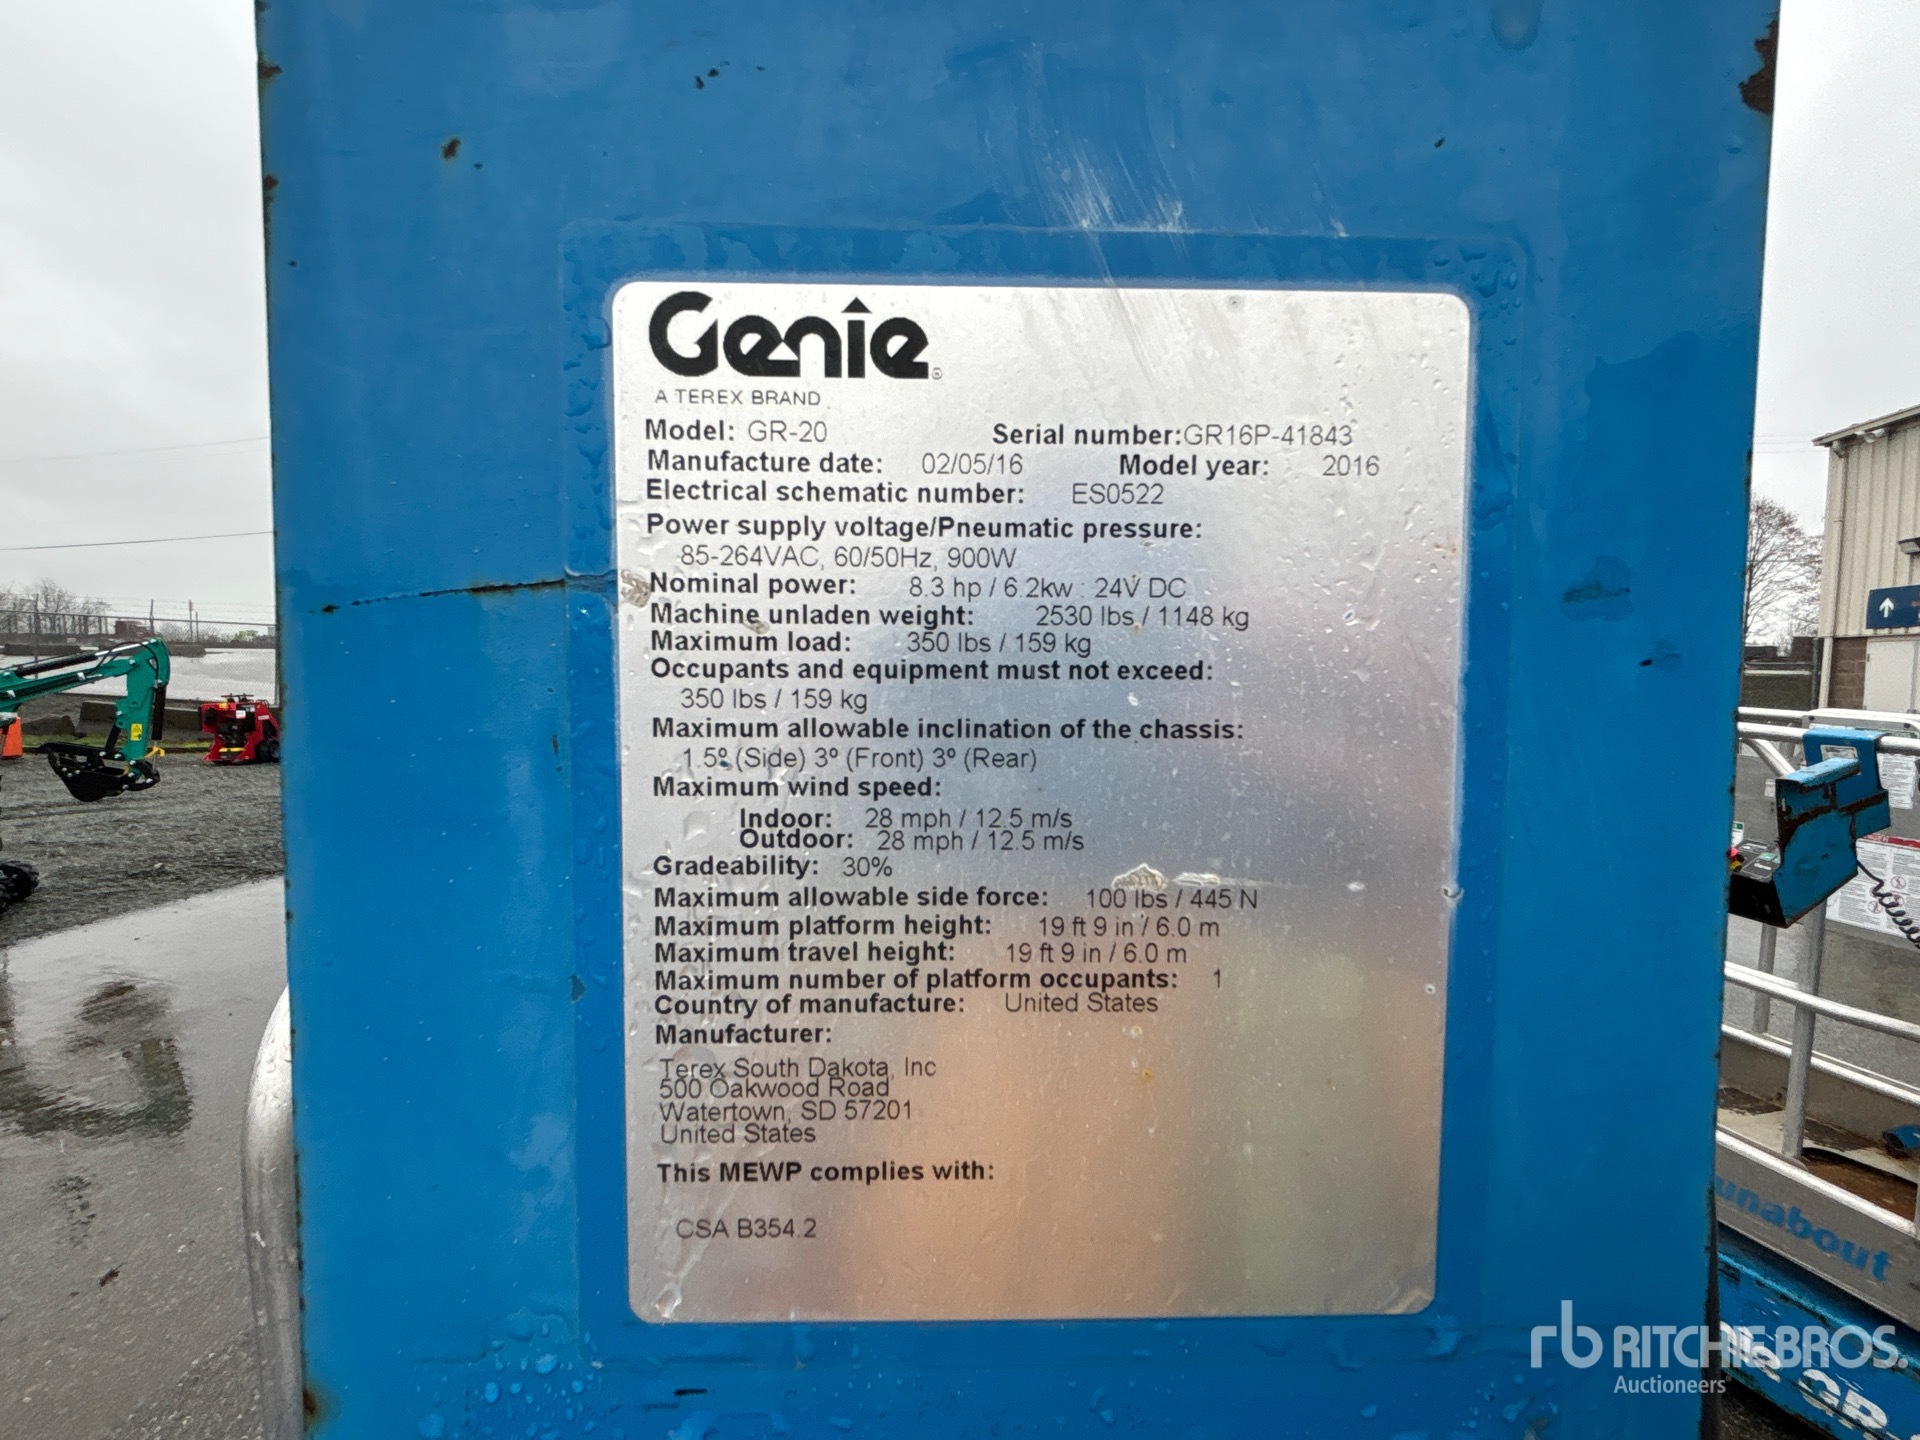 Genie
A TEREX BRAND
Model: GR-20 Serial number:GR16P-41843
Manufacture date: 02/05/16 Model year: 2016
Electrical schematic number: ES0522
Power supply voltage/Pneumatic pressure:
85-264VAC, 60/50Hz, 900W
Nominal power: 8.3 hp / 6.2kw : 24V DC
Machine unladen weight: 2530 lbs / 1148 kg
Maximum load: 350 lbs / 159 kg
Occupants and equipment must not exceed:
350 lbs / 159 kg
Maximum allowable inclination of the chassis:
1.5º (Side) 3º (Front) 3º (Rear)
Maximum wind speed:
Indoor: 28 mph / 12.5 m/s
Outdoor: 28 mph / 12.5 m/s
Gradeability: 30%
Maximum allowable side force: 100 lbs / 445 N
Maximum platform height: 19 ft 9 in / 6.0 m
Maximum travel height: 19 ft 9 in / 6.0 m
Maximum number of platform occupants: 1
Country of manufacture: United States
Manufacturer:
Terex South Dakota, Inc
500 Oakwood Road
Watertown, SD 57201
United States
This MEWP complies with:
CSA B354.2
unabout
rb RITCHIE BROS.
Auctioneers